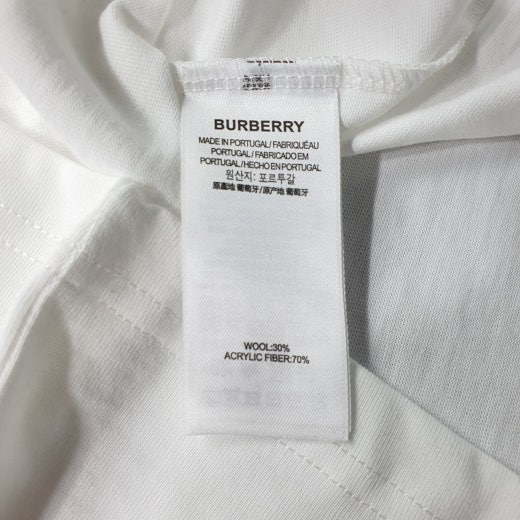 BURBERRY
MADE IN PORTUGAL/FABRIQUÉAU
PORTUGAL/FABRICADO EM
PORTUGAL/HECHO EN PORTUGAL
원산지: 포르투갈
原產地 葡萄牙/原产地 葡萄牙
WOOL:30%
ACRYLIC FIBER:70%